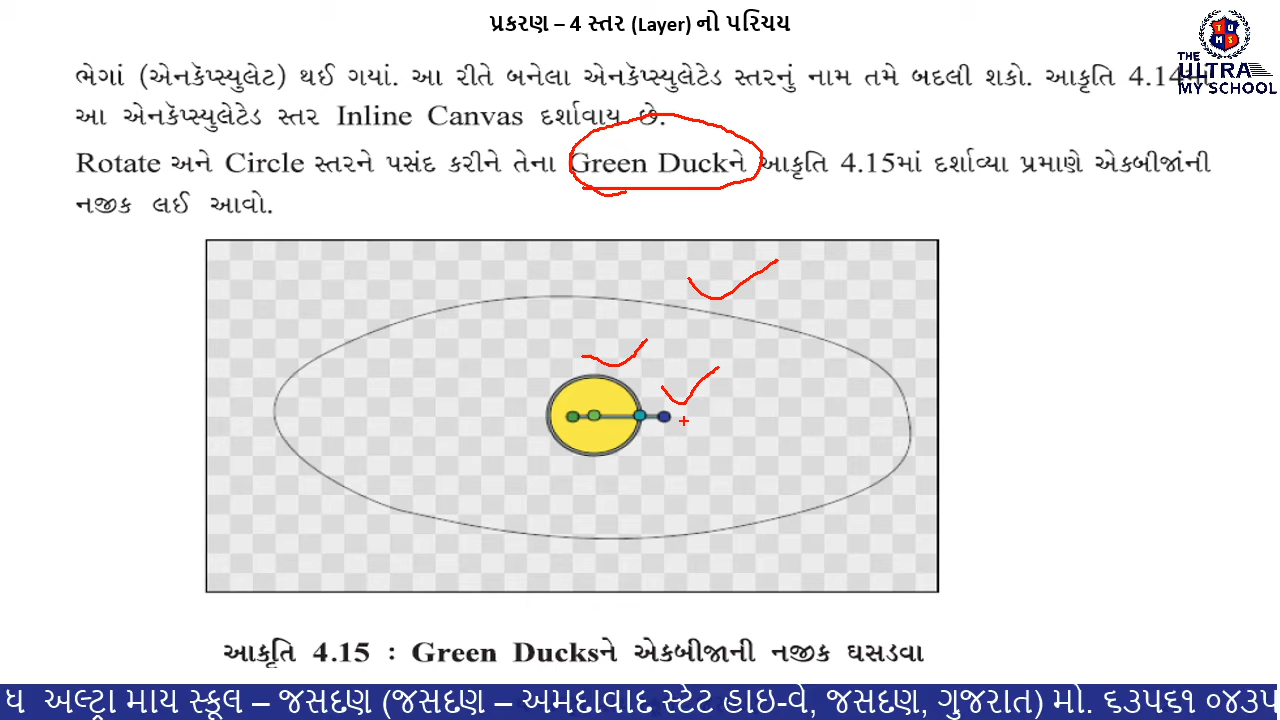 પ્રકરણ – 4 સ્તર (Layer) નો પરિચય
THE
ULTRA
MY SCHOOL
TUMS
ભેગાં (એનકૅપ્સ્યુલેટ) થઈ ગયાં. આ રીતે બનેલા એનકૅપ્સ્યુલેટેડ સ્તરનું નામ તમે બદલી શકો. આકૃતિ 4.14માં
આ એનકૅપ્સ્યુલેટેડ સ્તર Inline Canvas દર્શાવાય છે.
Rotate અને Circle સ્તરને પસંદ કરીને તેના Green Duckને આકૃતિ 4.15માં દર્શાવ્યા પ્રમાણે એકબીજાંની
નજીક લઈ આવો.
આકૃતિ 4.15 : Green Ducksને એકબીજાની નજીક ઘસડવા
ધ અલ્ટ્રા માય સ્કૂલ – જસદણ (જસદણ – અમદાવાદ સ્ટેટ હાઇ-વે, જસદણ, ગુજરાત) મો. ૬૩૫૬૧ ૦૪૩૫